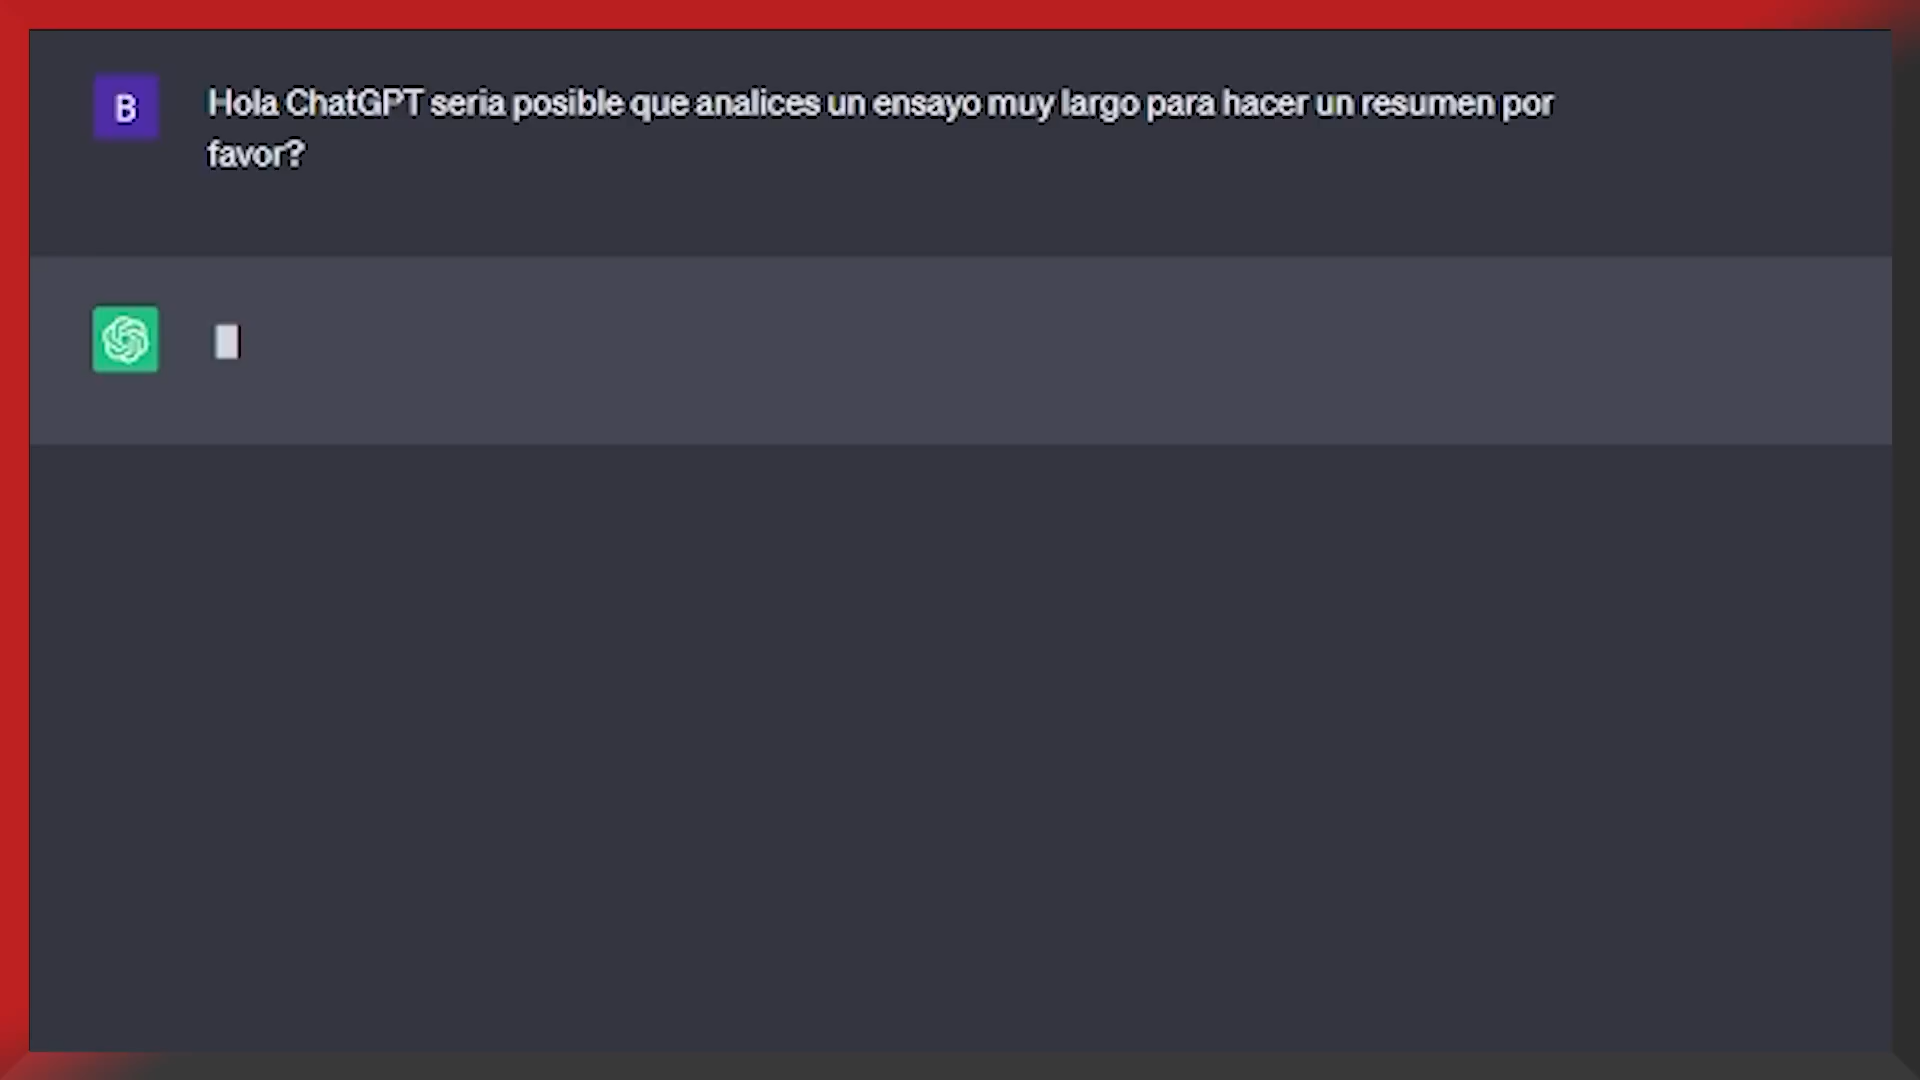 B
Hola ChatGPT seria posible que analices un ensayo muy largo para hacer un resumen por
favor?